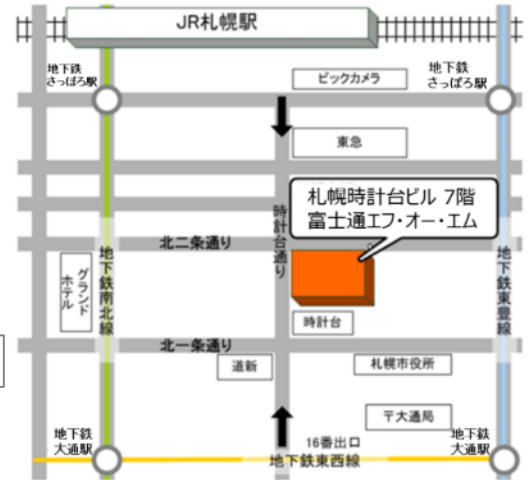 JR札幌駅
地下鉄
さっぽろ駅
ビックカメラ
地下鉄
さっぽろ駅
東急
札幌時計台ビル 7階
富士通エフ・オー・エム
時計台通り
北二条通り
グランド
ホテル
地下鉄南北線
地下鉄東豊線
時計台
北一条通り
道新
札幌市役所
〒大通局
地下鉄
大通駅
16番出口
地下鉄東西線
地下鉄
大通駅